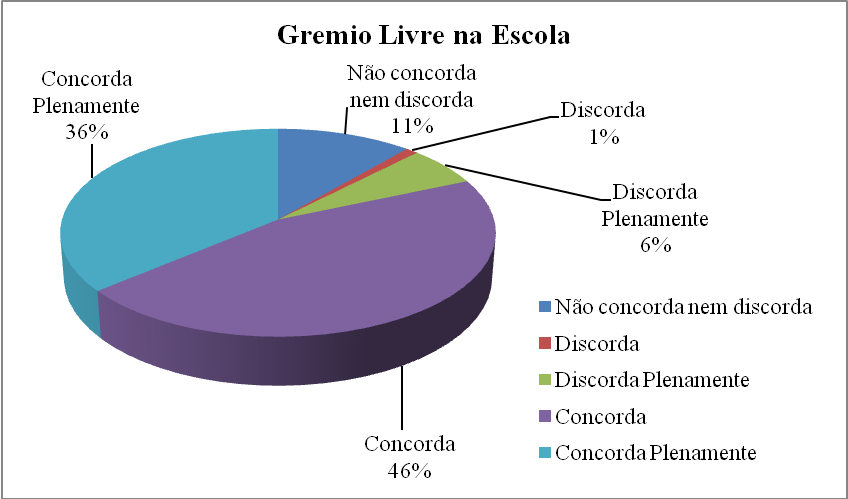 Gremio Livre na Escola
Concorda
Plenamente
36%
Não concorda
nem discorda
11%
Discorda
1%
Discorda
Plenamente
6%
Concorda
46%
Não concorda nem discorda
Discorda
Discorda Plenamente
Concorda
Concorda Plenamente